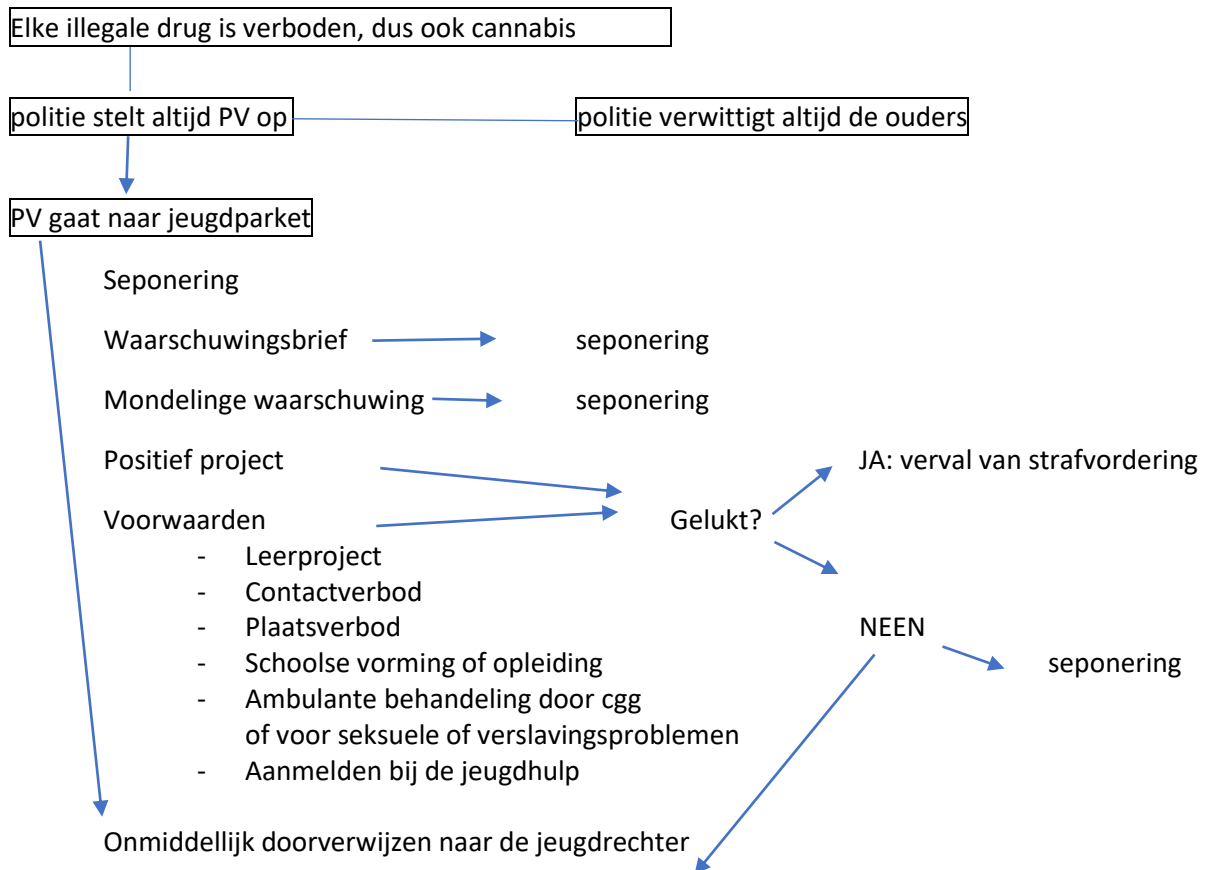 Elke illegale drug is verboden, dus ook cannabis
politie stelt altijd PV op
politie verwittigt altijd de ouders
PV gaat naar jeugdparket
Seponering
Waarschuwingsbrief
seponering
Mondelinge waarschuwing
seponering
Positief project
JA: verval van strafvordering
Voorwaarden
Gelukt?
- Leerproject
- Contactverbod
- Plaatsverbod
NEEN
- Schoolse vorming of opleiding
seponering
- Ambulante behandeling door cgg
of voor seksuele of verslavingsproblemen
- Aanmelden bij de jeugdhulp
Onmiddellijk doorverwijzen naar de jeugdrechter